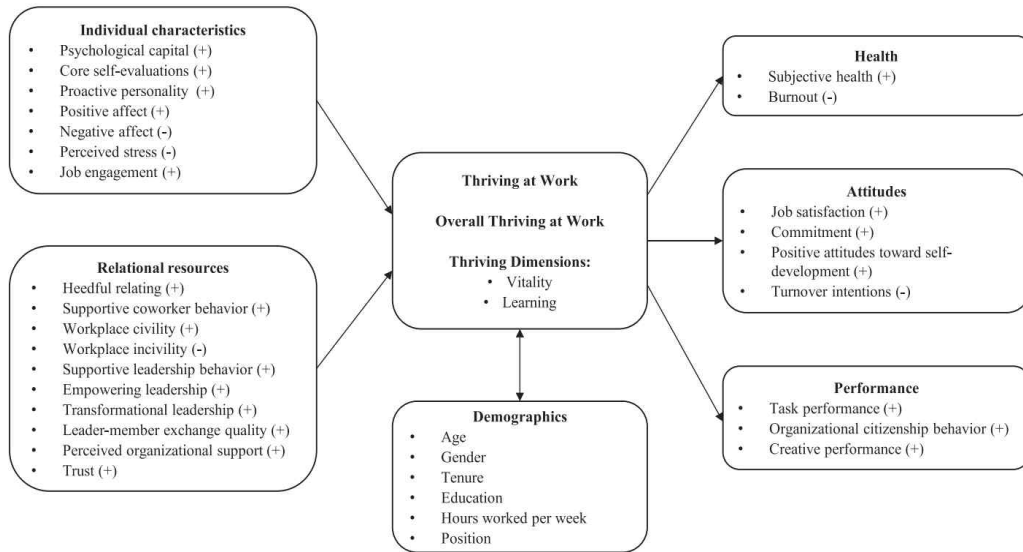 Individual characteristics
• Psychological capital (+)
• Core self-evaluations (+)
• Proactive personality (+)
• Positive affect (+)
• Negative affect (-)
• Perceived stress (-)
• Job engagement (+)
Relational resources
• Heedful relating (+)
• Supportive coworker behavior (+)
• Workplace civility (+)
• Workplace incivility (-)
• Supportive leadership behavior (+)
• Empowering leadership (+)
• Transformational leadership (+)
• Leader-member exchange quality (+)
• Perceived organizational support (+)
• Trust (+)
Thriving at Work
Overall Thriving at Work
Thriving Dimensions:
• Vitality
• Learning
Demographics
• Age
• Gender
• Tenure
• Education
• Hours worked per week
• Position
Health
• Subjective health (+)
• Burnout (-)
Attitudes
• Job satisfaction (+)
• Commitment (+)
• Positive attitudes toward self-
development (+)
• Turnover intentions (-)
Performance
• Task performance (+)
• Organizational citizenship behavior (+)
• Creative performance (+)